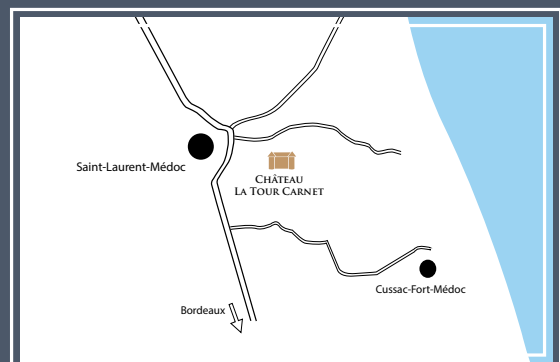 Saint-Laurent-Médoc
CHÂTEAU
LA TOUR CARNET
Cussac-Fort-Médoc
Bordeaux